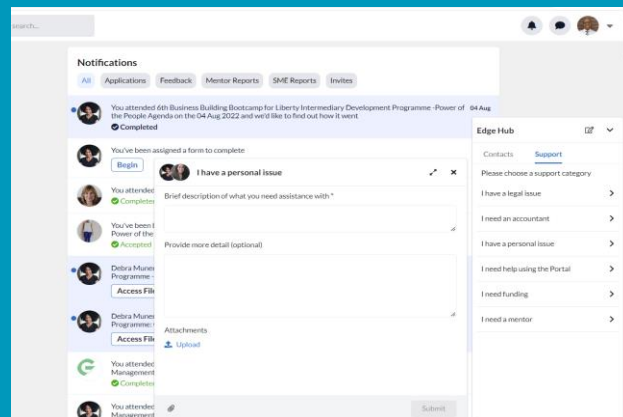 search...
Notifications
All Applications Feedback Mentor Reports SME Reports Invites
You attended 6th Business Building Bootcamp for Liberty Intermediary Development Programme -Power of 04 Aug
the People Agenda on the 04 Aug 2022 and we'd like to find out how it went
Completed
You've been assigned a form to complete
Begin
You attended
Complete
You've been
Power of the
Accepted
Debra Mune
Programme -
Access File
Debra Mune
Programme:
Access File
You attended
Management
Complete
You attended
Management
I have a personal issue
Brief description of what you need assistance with *
Provide more detail (optional)
Attachments
Upload
Submit
Edge Hub
Contacts Support
Please choose a support category
I have a legal issue
I need an accountant
I have a personal issue
I need help using the Portal
I need funding
I need a mentor